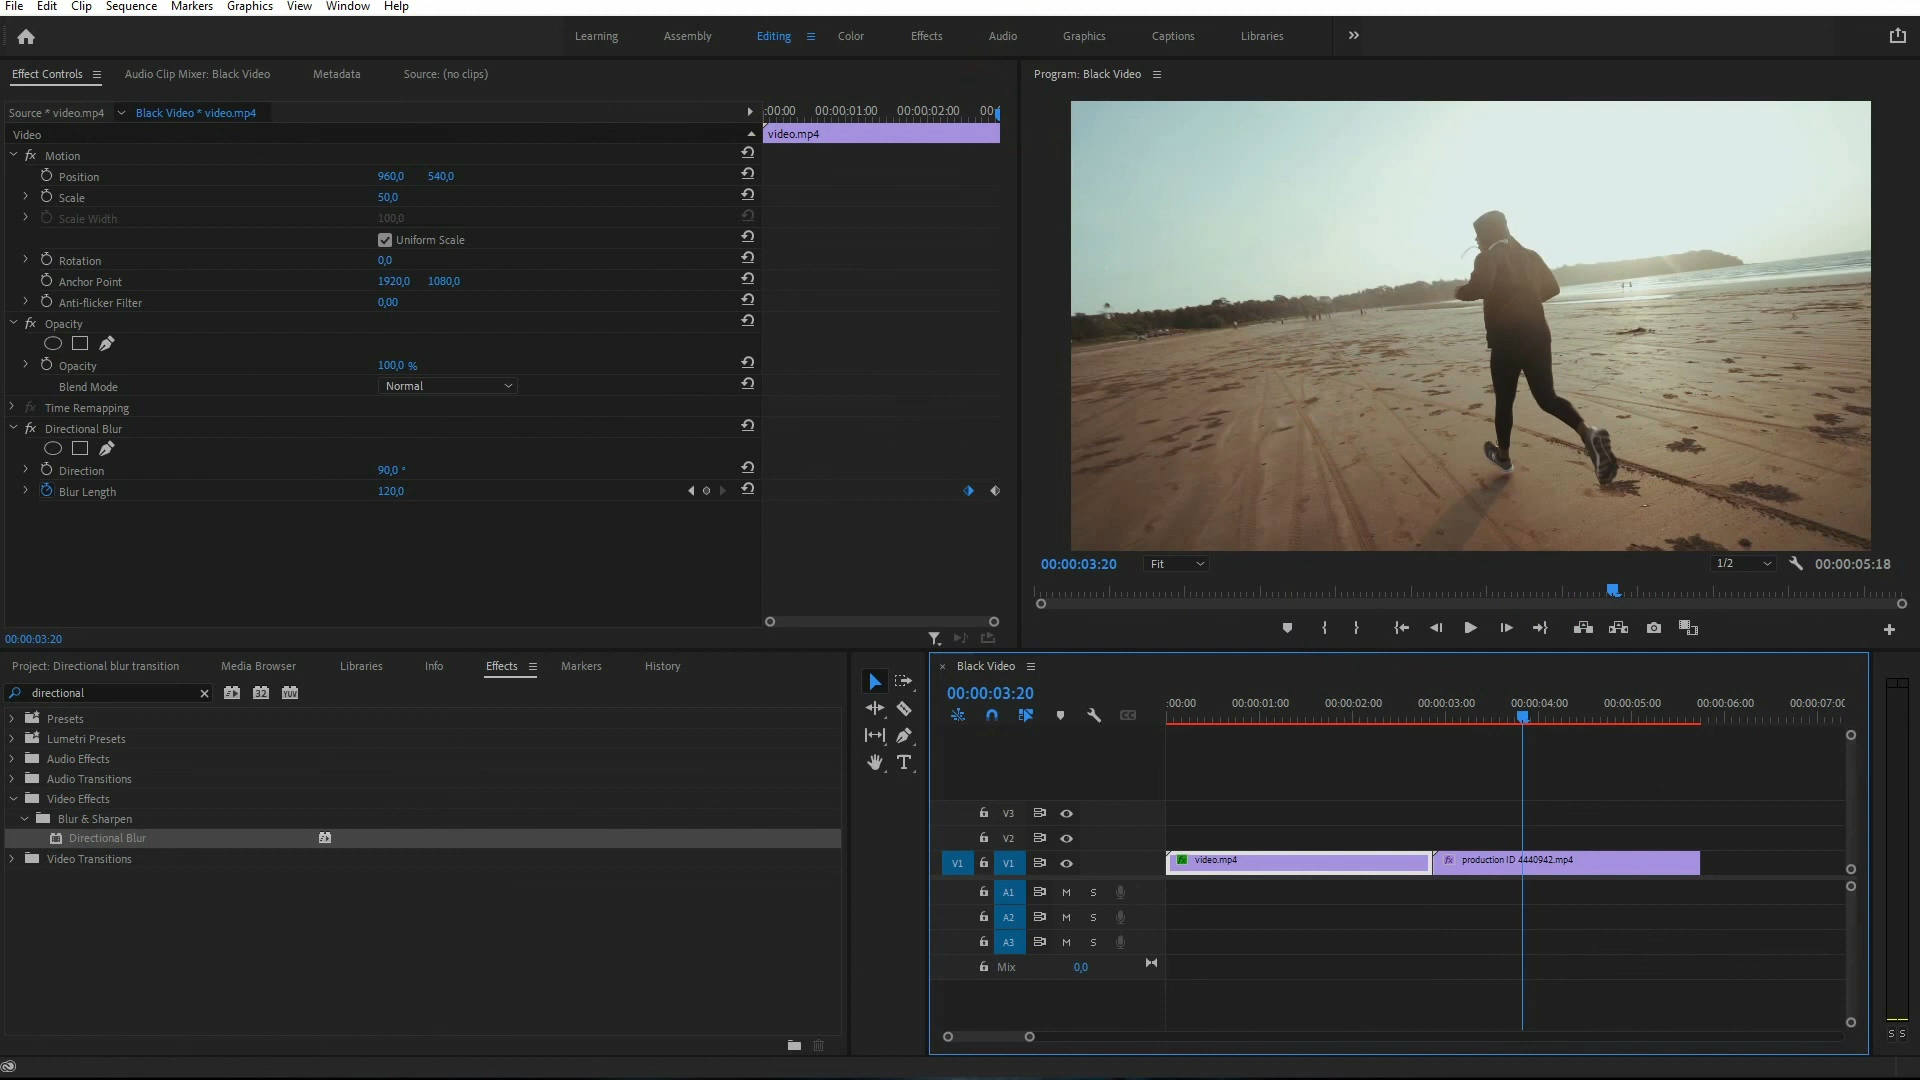 File Edit Clip Sequence Markers Graphics View Window Help
Learning Assembly Editing Color Effects Audio Graphics Captions Libraries
Effect Controls Audio Clip Mixer: Black Video Metadata Source: (no clips)
Source * video.mp4 Black Video * video.mp4
:00:00 00:00:01:00 00:00:02:00 00:0
Video
video.mp4
fx Motion
Position 960,0 540,0
Scale 50,0
Scale Width 100,0
Uniform Scale
Rotation 0,0
Anchor Point 1920,0 1080,0
Anti-flicker Filter 0,00
fx Opacity
Opacity 100,0 %
Blend Mode Normal
fx Time Remapping
fx Directional Blur
Direction 90,0 °
Blur Length 120,0
00:00:03:20
Program: Black Video
00:00:03:20 Fit 1/2 00:00:05:18
Project: Directional blur transition Media Browser Libraries Info Effects Markers History
directional 32 YUV
Presets
Lumetri Presets
Audio Effects
Audio Transitions
Video Effects
Blur & Sharpen
Directional Blur
Video Transitions
× Black Video
00:00:03:20
:00:00 00:00:01:00 00:00:02:00 00:00:03:00 00:00:04:00 00:00:05:00 00:00:06:00 00:00:07:00
CC
V3
V2
V1 V1 fx video.mp4 fx production ID 4440942.mp4
A1 M S
A2 M S
A3 M S
Mix 0,0
S S